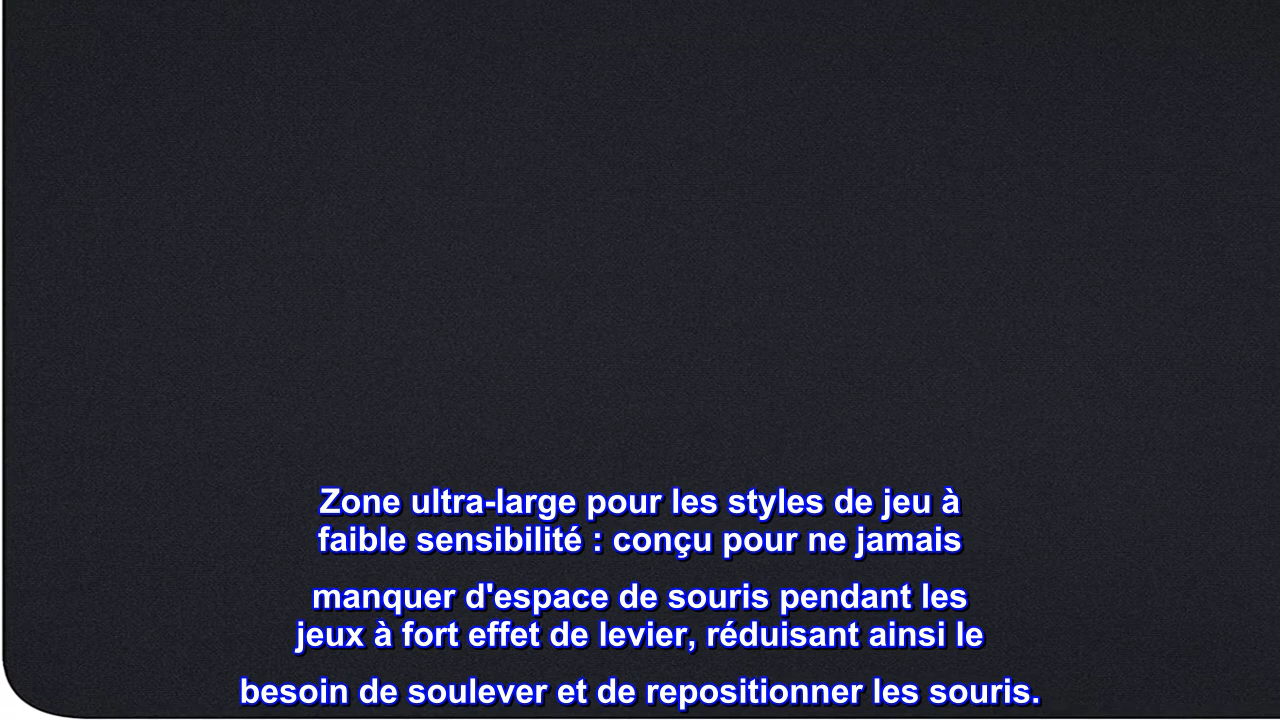 Zone ultra-large pour les styles de jeu à
faible sensibilité : conçu pour ne jamais
manquer d'espace de souris pendant les
jeux à fort effet de levier, réduisant ainsi le
besoin de soulever et de repositionner les souris.